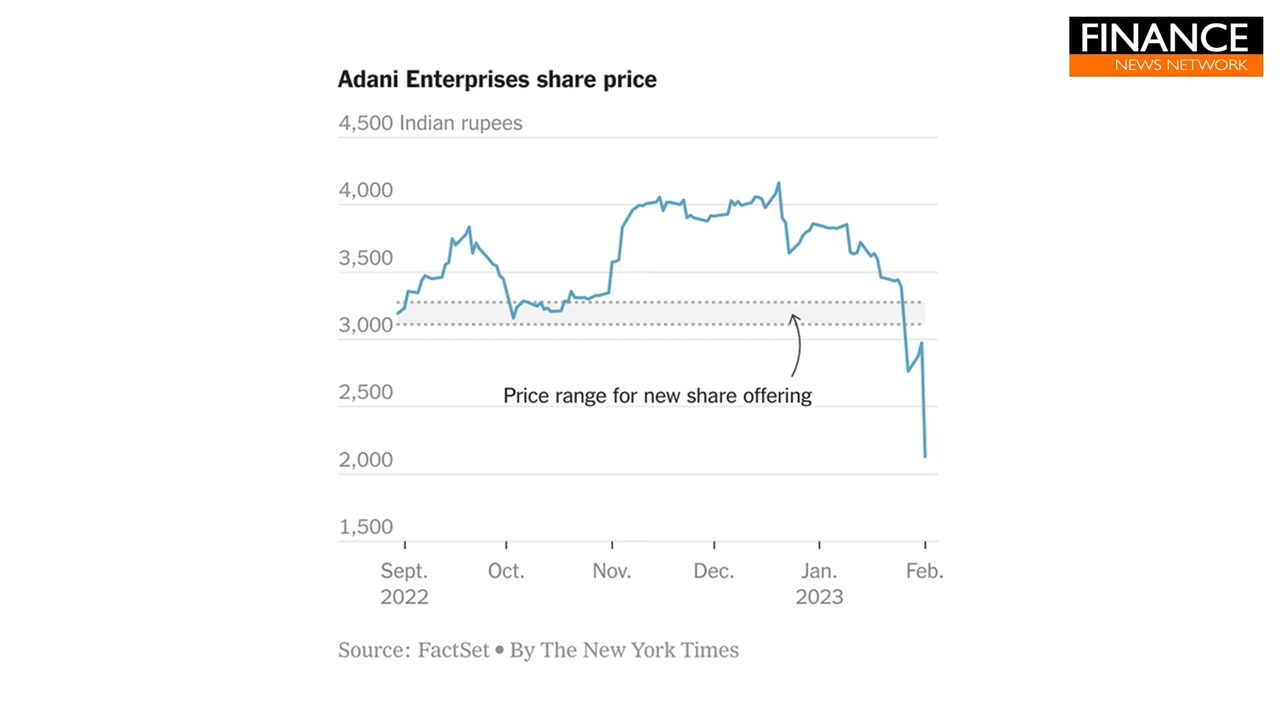 FINANCE
NEWS NETWORK
Adani Enterprises share price
4,500 Indian rupees
4,000
3,500
3,000
2,500
2,000
1,500
Price range for new share offering
Sept. Oct. Nov. Dec. Jan. Feb.
2022 2023
Source: FactSet • By The New York Times